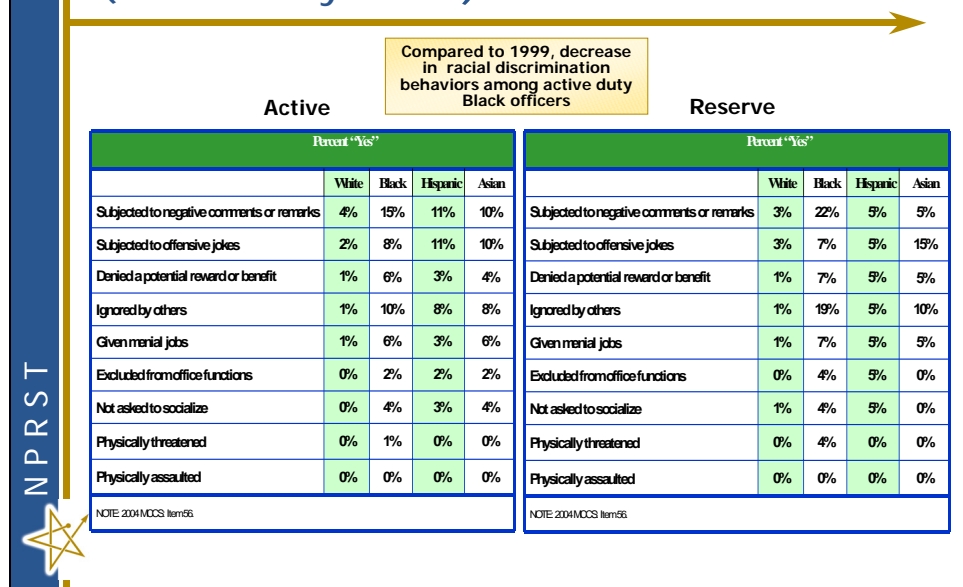 Compared to 1999, decrease
in racial discrimination
behaviors among active duty
Black officers
Active
Percent “Yes”
White Black Hispanic Asian
Subjected to negative comments or remarks 4% 15% 11% 10%
Subjected to offensive jokes 2% 8% 11% 10%
Denied a potential reward or benefit 1% 6% 3% 4%
Ignored by others 1% 10% 8% 8%
Given menial jobs 1% 6% 3% 6%
Excluded from office functions 0% 2% 2% 2%
Not asked to socialize 0% 4% 3% 4%
Physically threatened 0% 1% 0% 0%
Physically assaulted 0% 0% 0% 0%
NOTE: 2004 MOCS: Item 56.
Reserve
Percent “Yes”
White Black Hispanic Asian
Subjected to negative comments or remarks 3% 22% 5% 5%
Subjected to offensive jokes 3% 7% 5% 15%
Denied a potential reward or benefit 1% 7% 5% 5%
Ignored by others 1% 19% 5% 10%
Given menial jobs 1% 7% 5% 5%
Excluded from office functions 0% 4% 5% 0%
Not asked to socialize 1% 4% 5% 0%
Physically threatened 0% 4% 0% 0%
Physically assaulted 0% 0% 0% 0%
NOTE: 2004 MOCS: Item 56.
NPRST